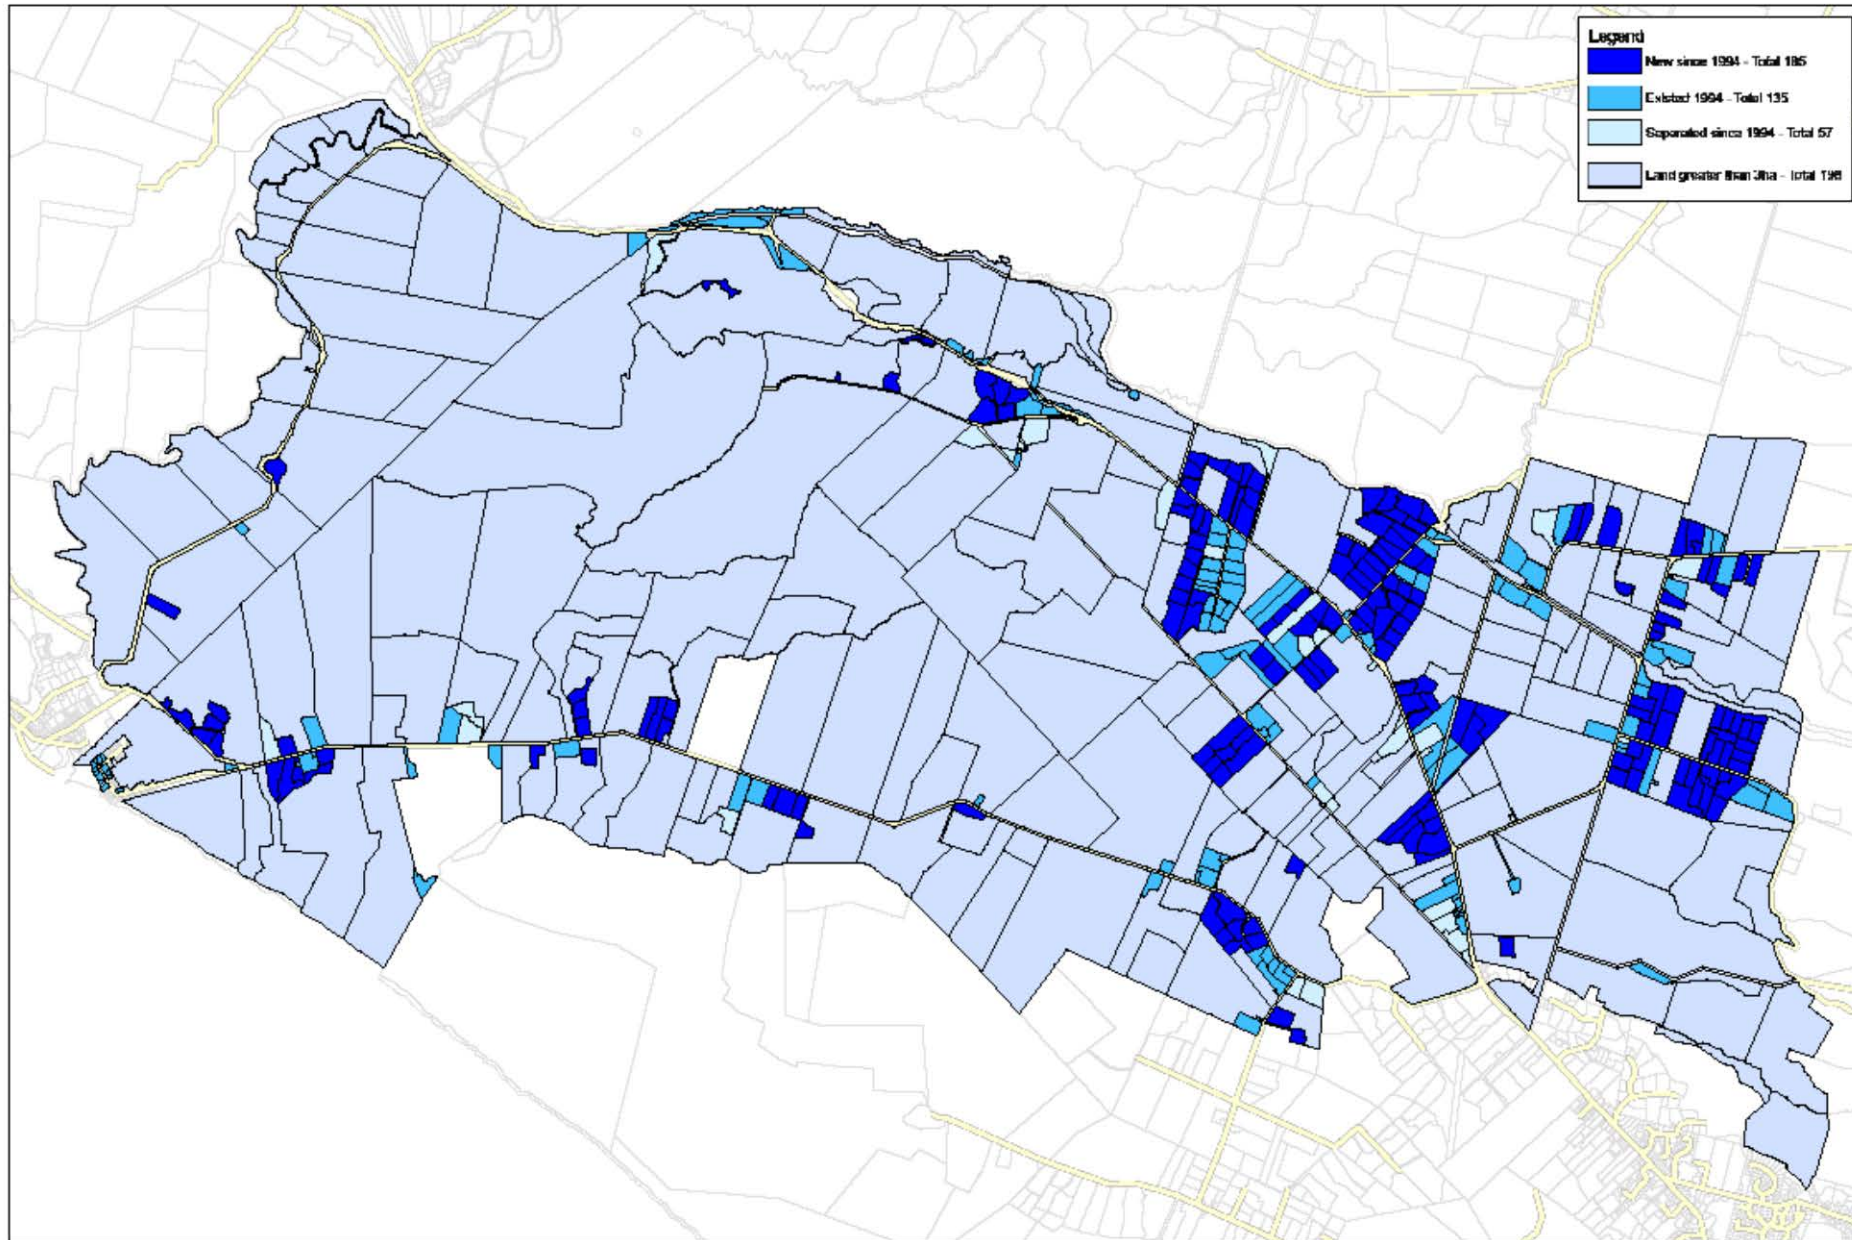 Legend
New since 1994 - Total 185
Existed 1994 - Total 135
Separated since 1994 - Total 57
Land greater than 3ha - Total